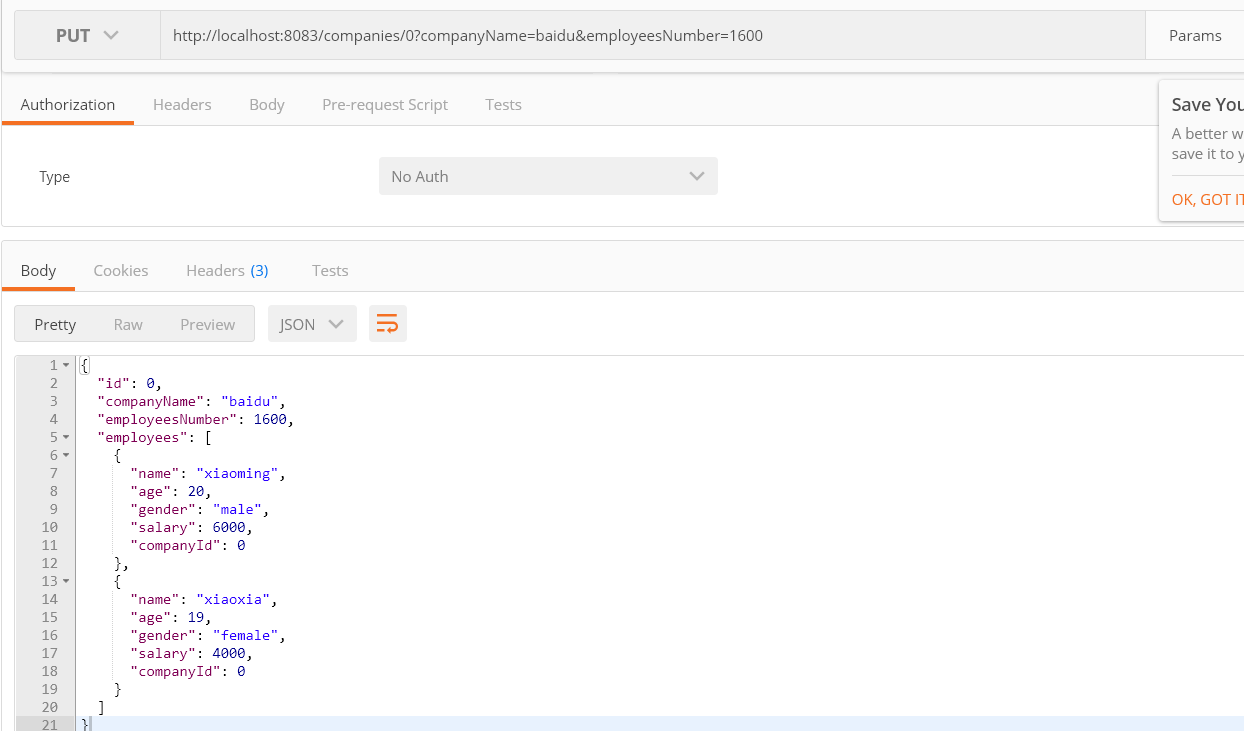 PUT http://localhost:8083/companies/0?companyName=baidu&employeesNumber=1600 Params
Authorization Headers Body Pre-request Script Tests
Save You
A better w
save it to y
OK, GOT IT
Type No Auth
Body Cookies Headers (3) Tests
Pretty Raw Preview JSON
1 {
2 "id": 0,
3 "companyName": "baidu",
4 "employeesNumber": 1600,
5 "employees": [
6 {
7 "name": "xiaoming",
8 "age": 20,
9 "gender": "male",
10 "salary": 6000,
11 "companyId": 0
12 },
13 {
14 "name": "xiaoxia",
15 "age": 19,
16 "gender": "female",
17 "salary": 4000,
18 "companyId": 0
19 }
20 ]
21 }